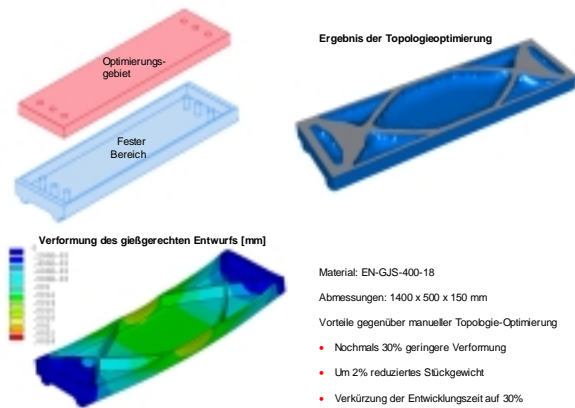 Optimierungs-
gebiet
Fester
Bereich
Ergebnis der Topologieoptimierung
Verformung des gießgerechten Entwurfs [mm]
Material: EN-GJS-400-18
Abmessungen: 1400 x 500 x 150 mm
Vorteile gegenüber manueller Topologie-Optimierung
• Nochmals 30% geringere Verformung
• Um 2% reduziertes Stückgewicht
• Verkürzung der Entwicklungszeit auf 30%